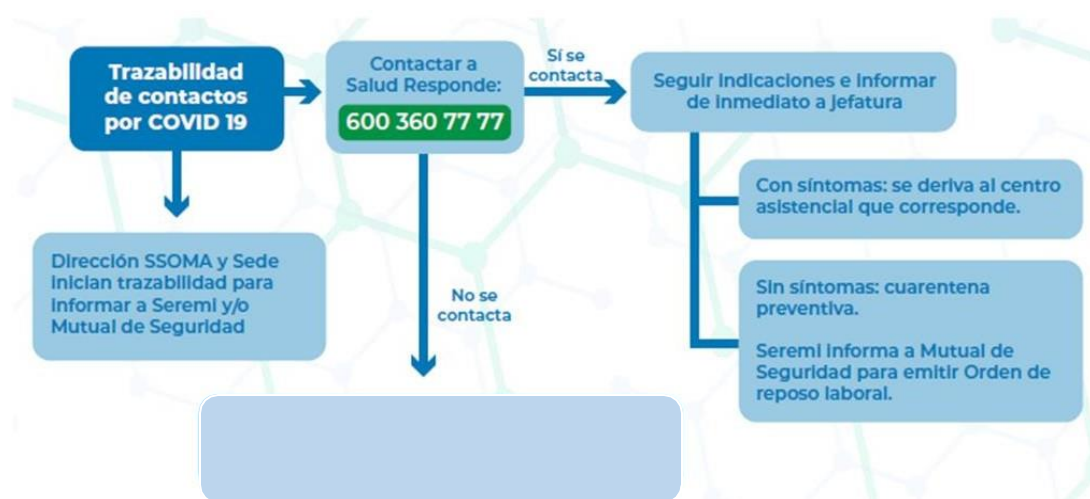 Trazabilidad
de contactos
por COVID 19
Contactar a
Salud Responde:
600 360 77 77
Sí se
contacta
Seguir indicaciones e informar
de inmediato a jefatura
Con síntomas: se deriva al centro
asistencial que corresponde.
Dirección SSOMA y Sede
inician trazabilidad para
informar a Seremi y/o
Mutual de Seguridad
No se
contacta
Sin síntomas: cuarentena
preventiva.
Seremi informa a Mutual de
Seguridad para emitir Orden de
reposo laboral.